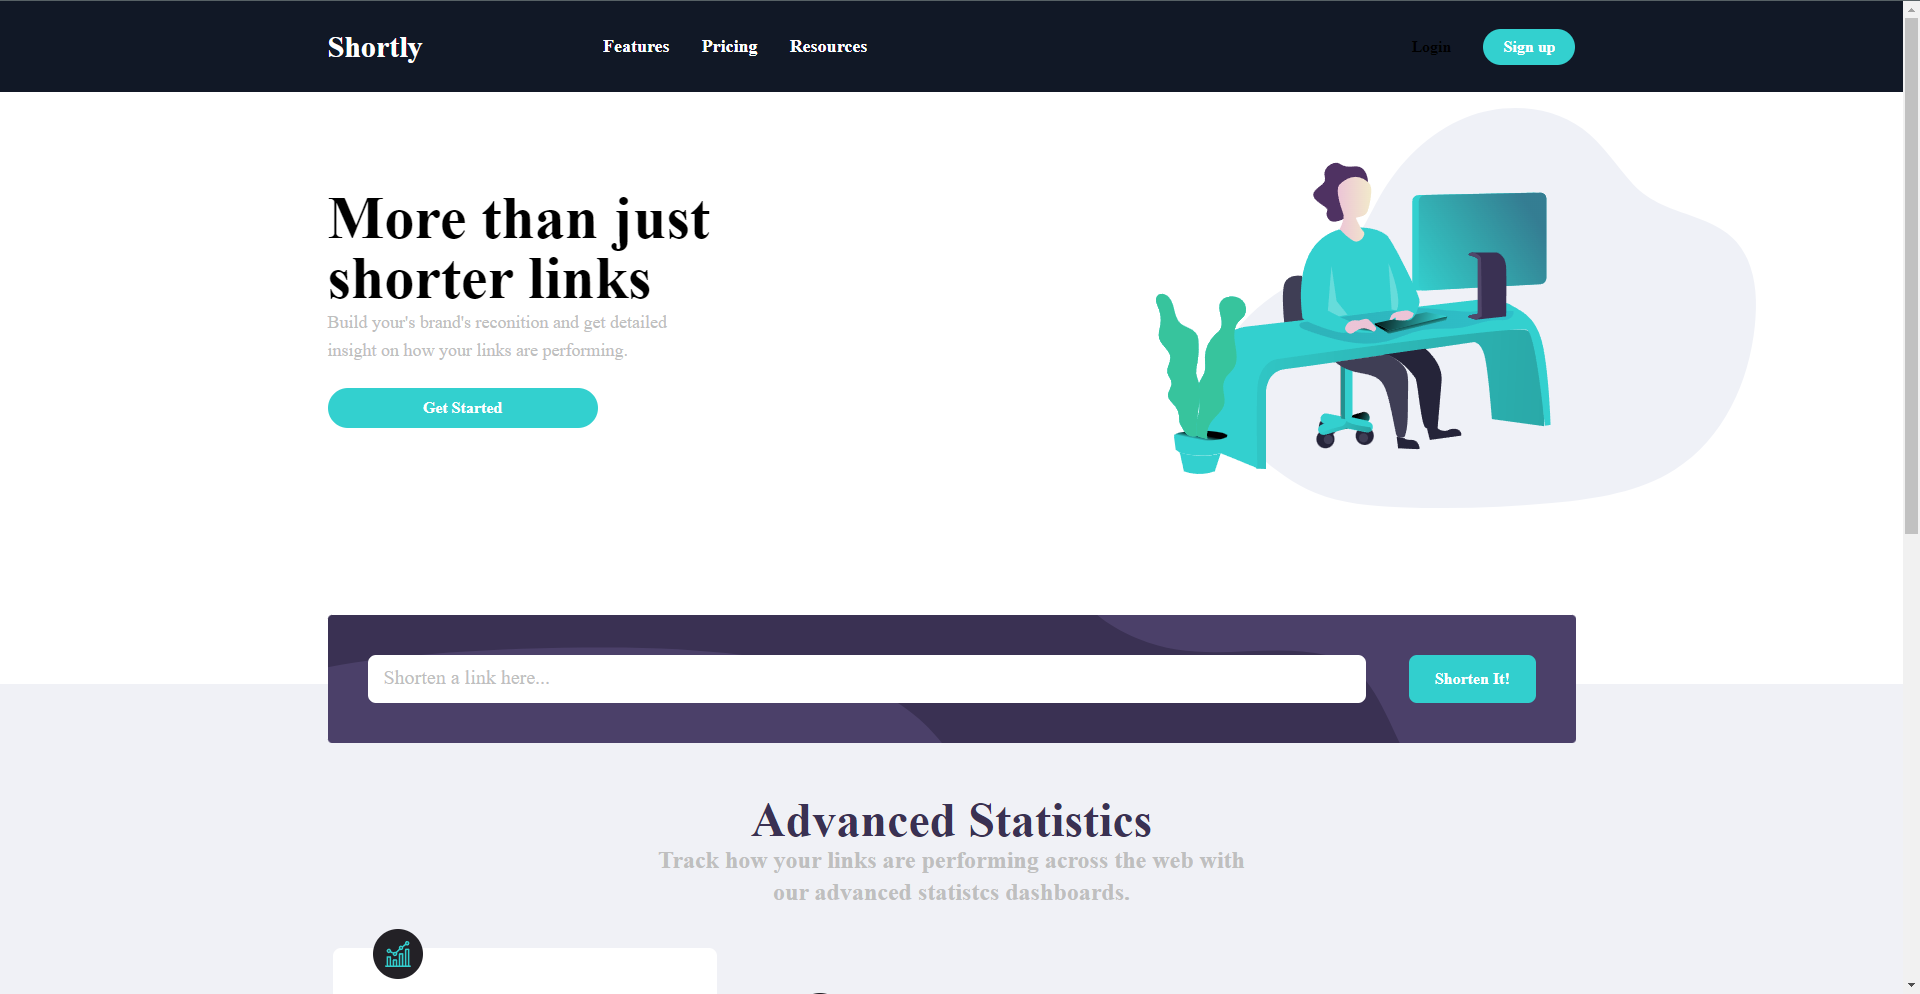 Shortly
Features Pricing Resources
Login
Sign up
More than just
shorter links
Build your's brand's reconition and get detailed
insight on how your links are performing.
Get Started
Shorten a link here...
Shorten It!
Advanced Statistics
Track how your links are performing across the web with
our advanced statistcs dashboards.